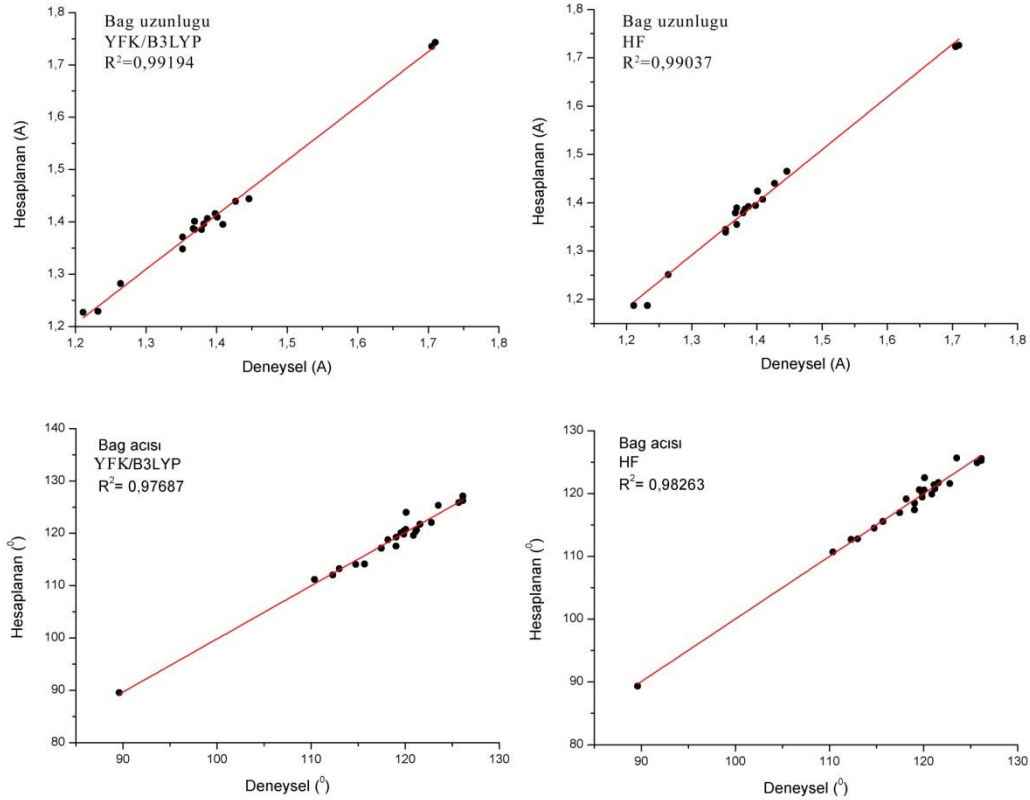 Bag uzunlugu
YFK/B3LYP
R²=0,99194
1,8
1,7
1,6
1,5
1,4
1,3
1,2
Hesaplanan (A)
1,2 1,3 1,4 1,5 1,6 1,7 1,8
Deneysel (A)
Bag uzunlugu
HF
R²=0,99037
1,8
1,7
1,6
1,5
1,4
1,3
1,2
Hesaplanan (A)
1,2 1,3 1,4 1,5 1,6 1,7 1,8
Deneysel (A)
Bag acısı
YFK/B3LYP
R²= 0,97687
140
130
120
110
100
90
80
Hesaplanan (⁰)
90 100 110 120 130
Deneysel (⁰)
Bag acısı
HF
R²= 0,98263
130
120
110
100
90
80
Hesaplanan (⁰)
90 100 110 120 130
Deneysel (⁰)